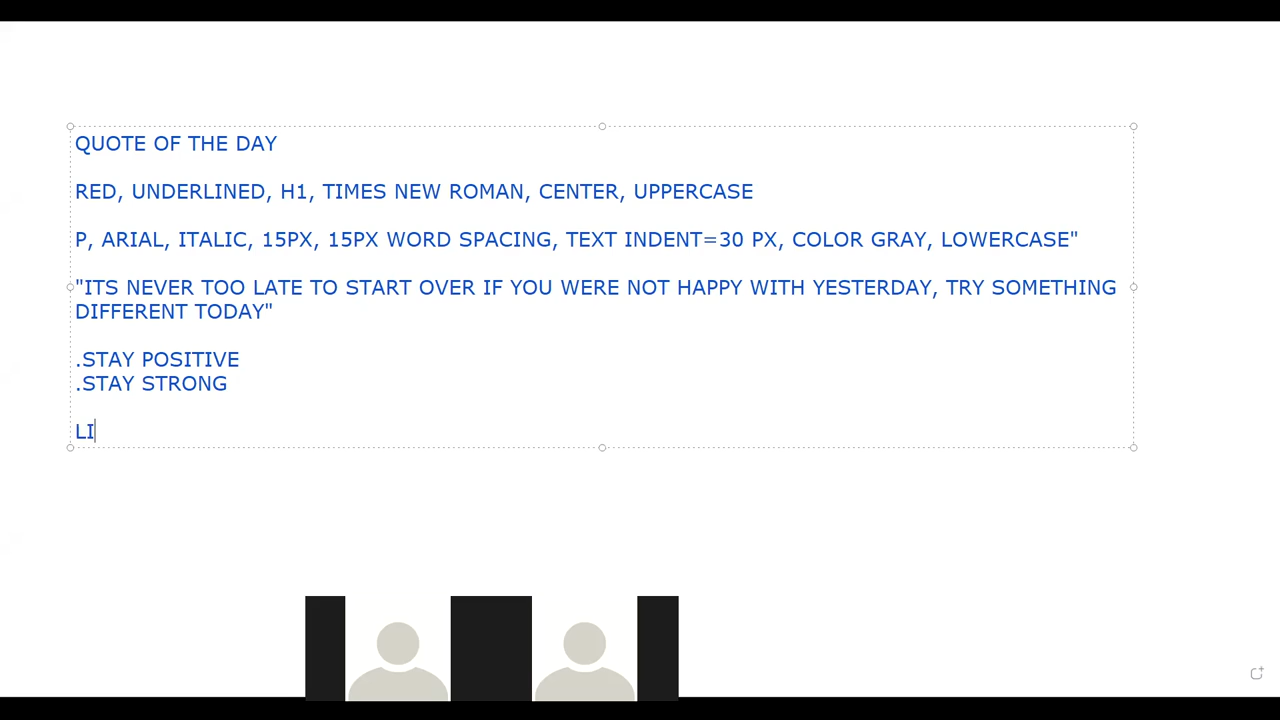 QUOTE OF THE DAY
RED, UNDERLINED, H1, TIMES NEW ROMAN, CENTER, UPPERCASE
P, ARIAL, ITALIC, 15PX, 15PX WORD SPACING, TEXT INDENT=30 PX, COLOR GRAY, LOWERCASE"
"ITS NEVER TOO LATE TO START OVER IF YOU WERE NOT HAPPY WITH YESTERDAY, TRY SOMETHING
DIFFERENT TODAY"
.STAY POSITIVE
.STAY STRONG
LI